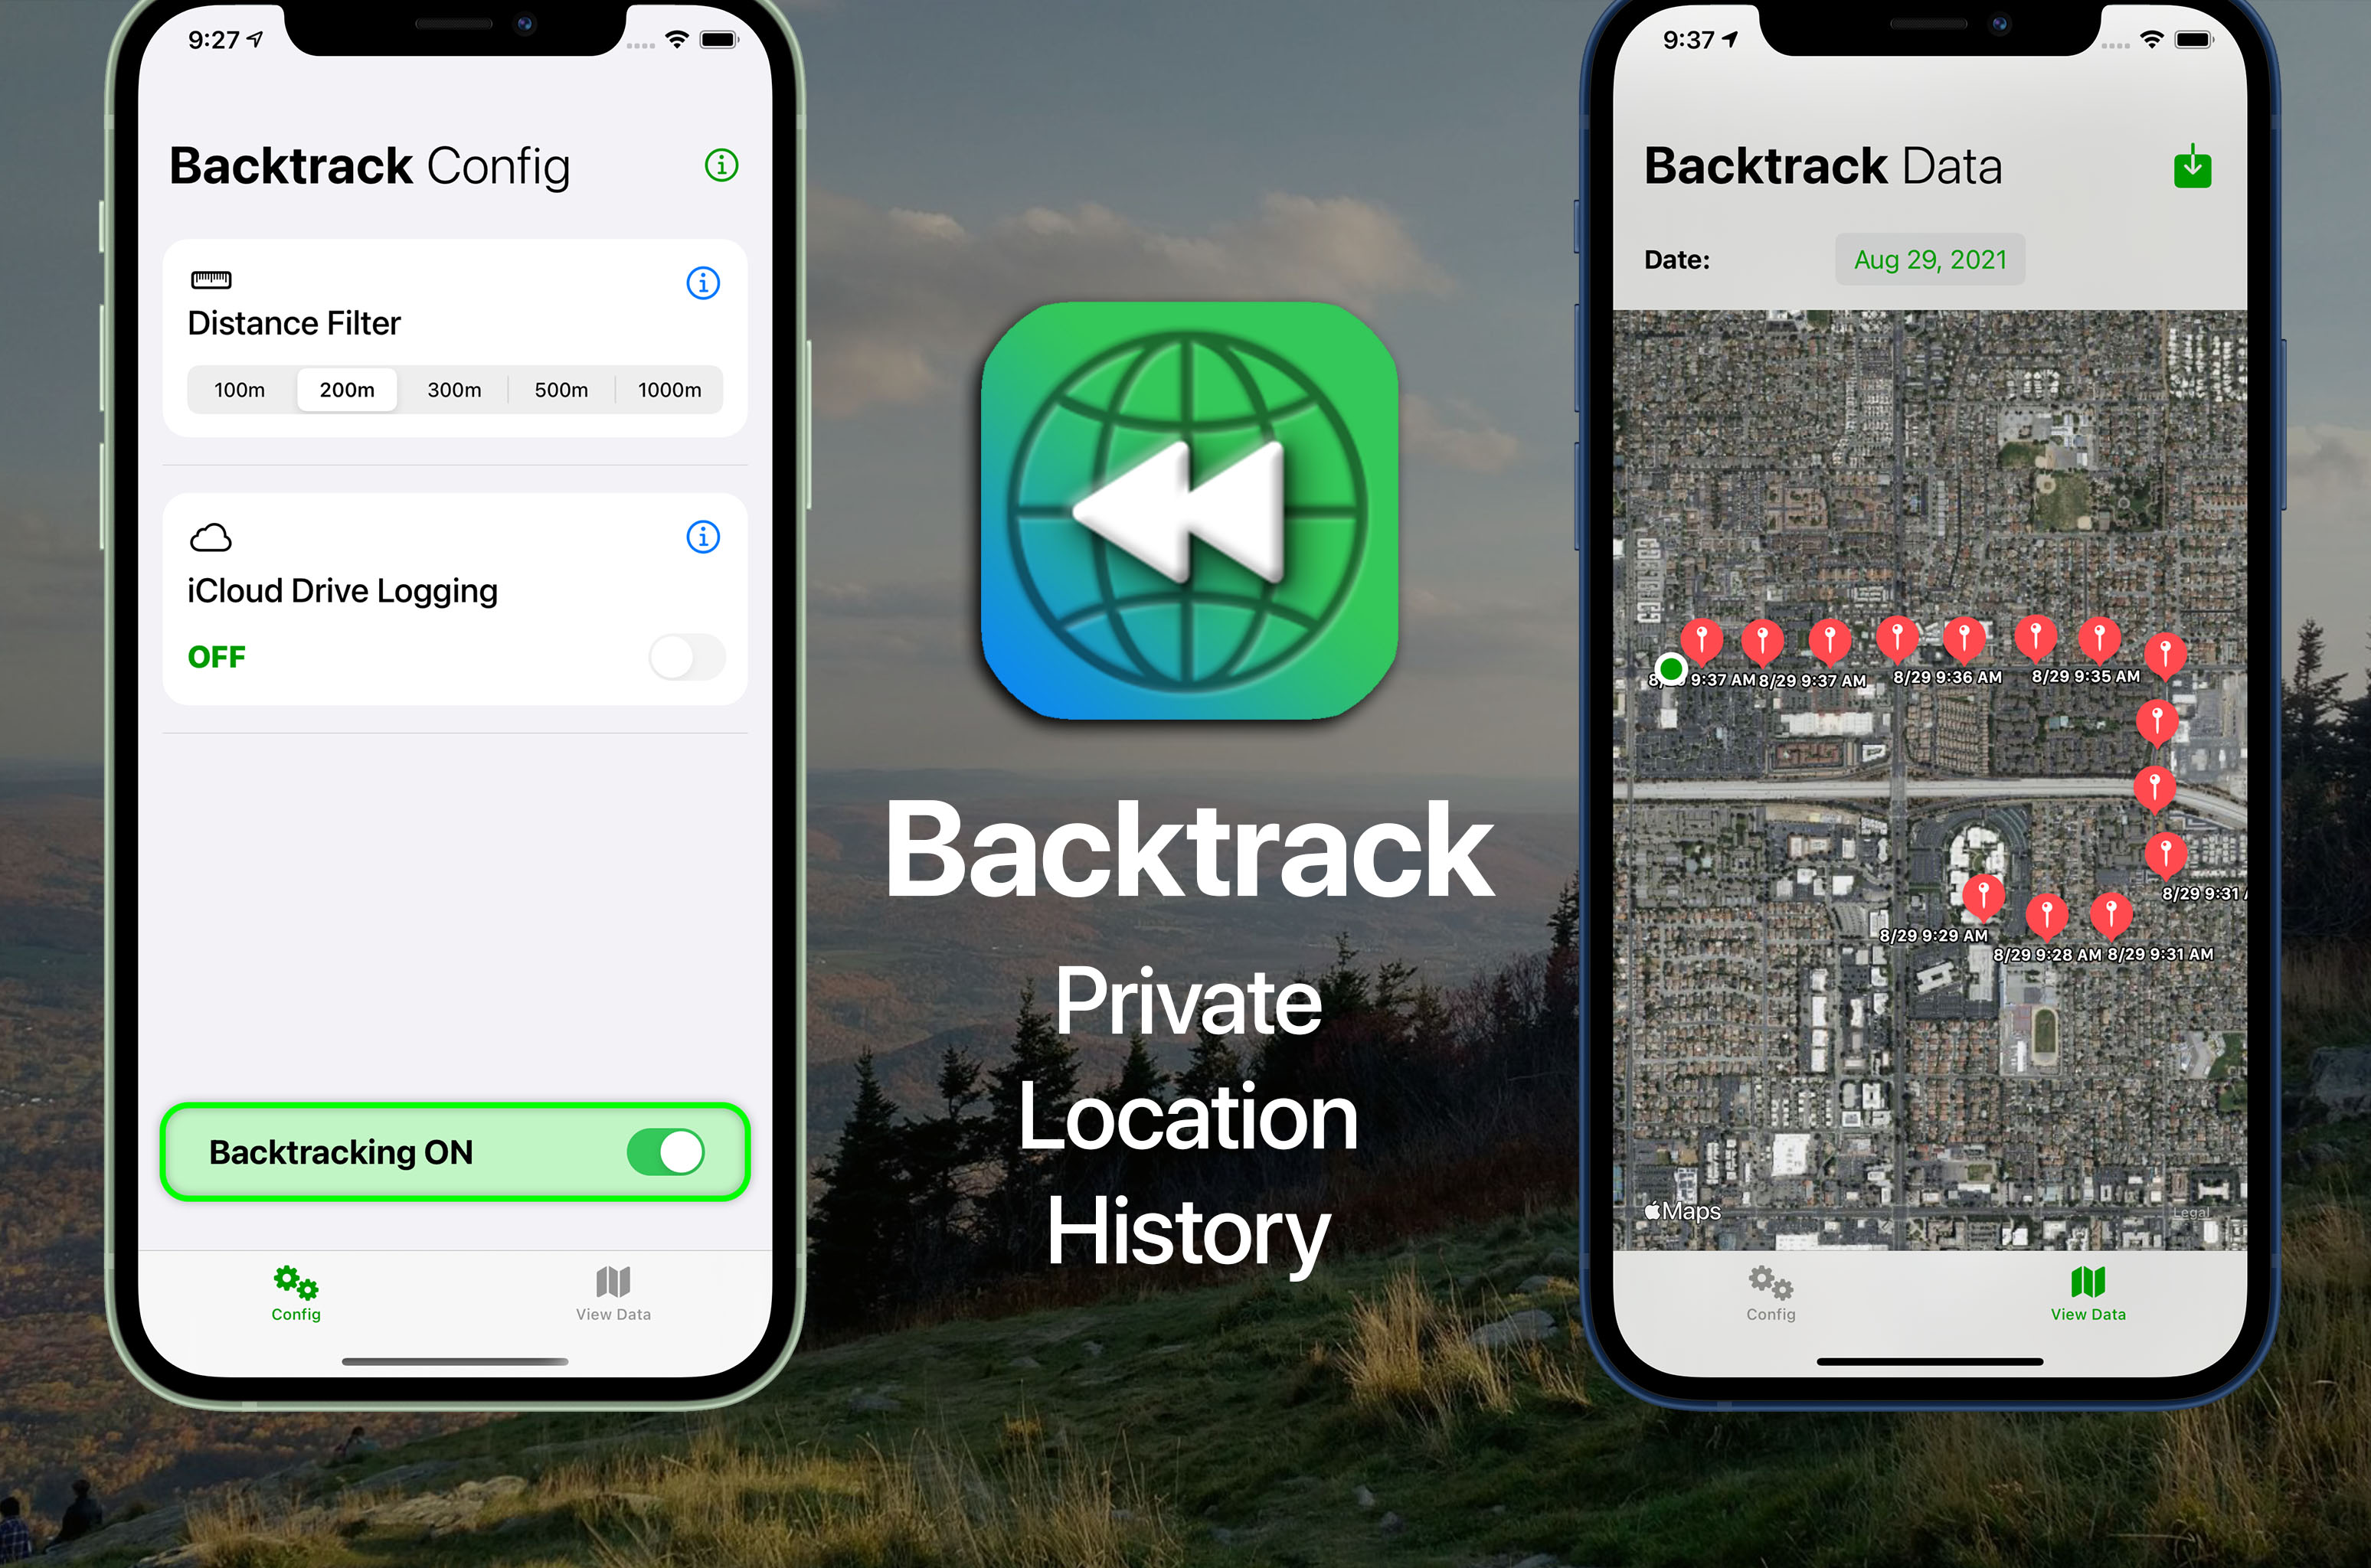 9:27
Backtrack Config
Distance Filter
100m 200m 300m 500m 1000m
iCloud Drive Logging
OFF
Backtracking ON
Config View Data
Backtrack
Private
Location
History
9:37
Backtrack Data
Date: Aug 29, 2021
9:37 AM 8/29 9:37 AM 8/29 9:36 AM 8/29 9:35 AM
8/29 9:31
8/29 9:29 AM
8/29 9:28 AM 8/29 9:31 AM
Maps Legal
Config View Data